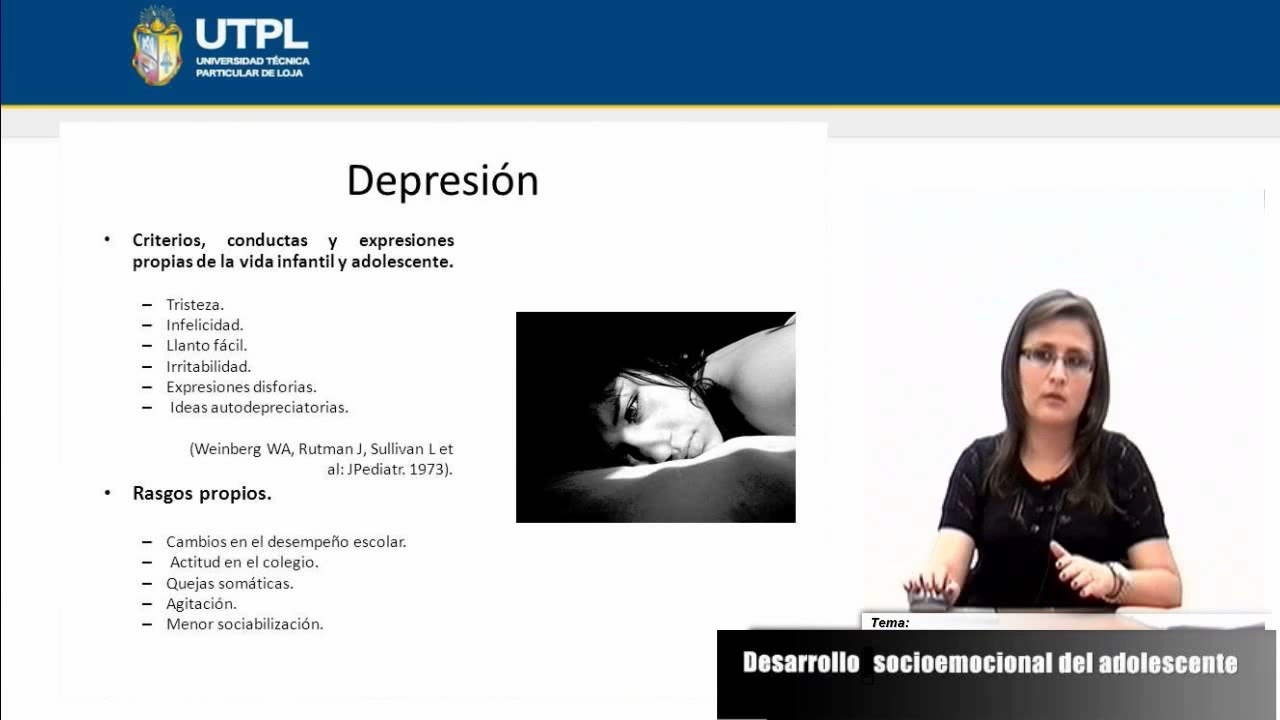 UTPL
UNIVERSIDAD TÉCNICA
PARTICULAR DE LOJA
Depresión
• Criterios, conductas y expresiones
propias de la vida infantil y adolescente.
– Tristeza.
– Infelicidad.
– Llanto fácil.
– Irritabilidad.
– Expresiones disforias.
– Ideas autodepreciatorias.
(Weinberg WA, Rutman J, Sullivan L et
al: JPediatr. 1973).
• Rasgos propios.
– Cambios en el desempeño escolar.
– Actitud en el colegio.
– Quejas somáticas.
– Agitación.
– Menor sociabilización.
Tema:
Desarrollo socioemocional del adolescente